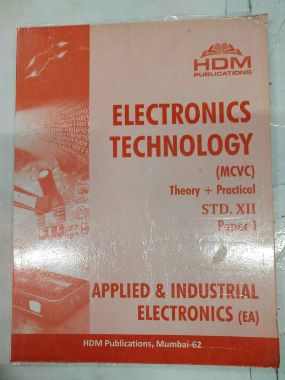 HDM
PUBLICATIONS
ELECTRONICS
TECHNOLOGY
(MCVC)
Theory + Practical
STD. XII
Paper 1
APPLIED & INDUSTRIAL
ELECTRONICS (EA)
HDM Publications, Mumbai-62